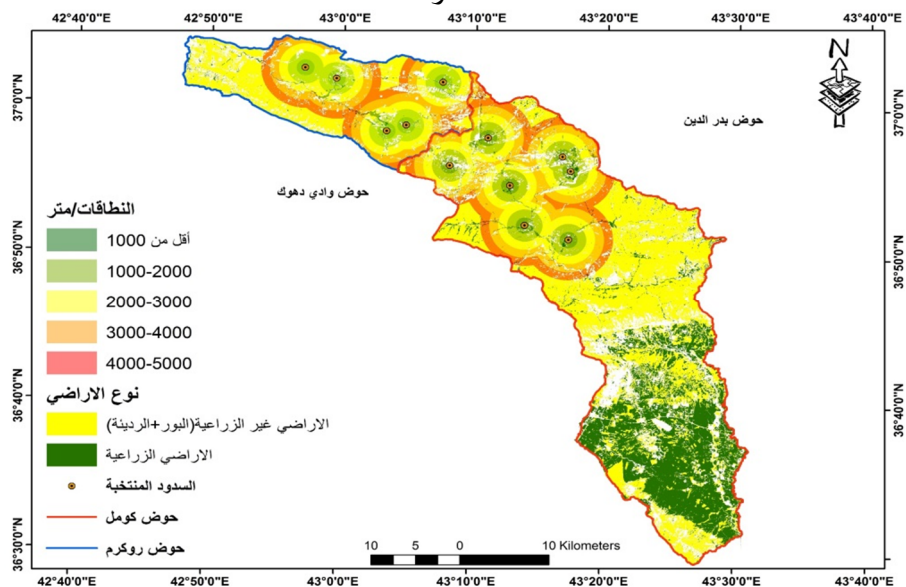 42°40'0"E 42°50'0"E 43°0'0"E 43°10'0"E 43°20'0"E 43°30'0"E 43°40'0"E
N
37°0'0"N
37°0'0"N
حوض بدر الدين
حوض وادي دهوك
النطاقات/متر
أقل من 1000
1000-2000
2000-3000
3000-4000
4000-5000
36°50'0"N
36°50'0"N
نوع الاراضي
الاراضي غير الزراعية(البور+الرديئة)
الاراضي الزراعية
السدود المنتخبة
حوض كومل
حوض روكرم
36°40'0"N
36°40'0"N
10 5 0 10 Kilometers
36°30'0"N
36°30'0"N
42°40'0"E 42°50'0"E 43°0'0"E 43°10'0"E 43°20'0"E 43°30'0"E 43°40'0"E